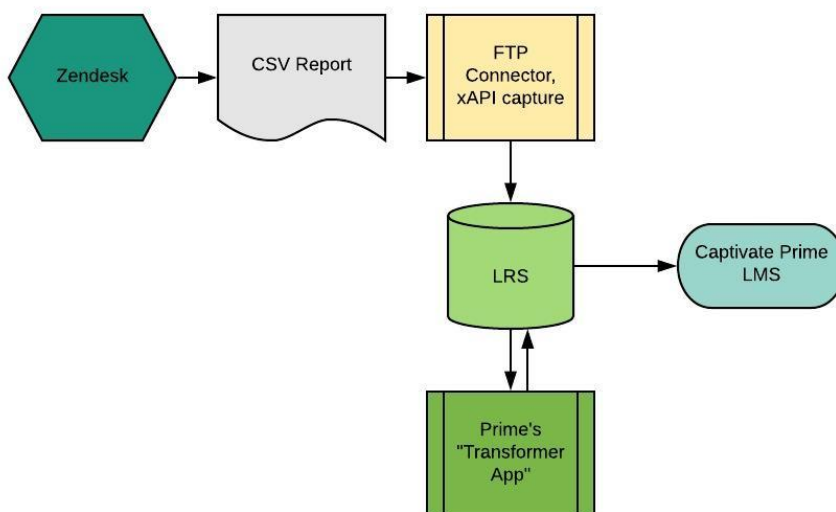 Zendesk
CSV Report
FTP
Connector,
xAPI capture
LRS
Captivate Prime
LMS
Prime's
"Transformer
App"